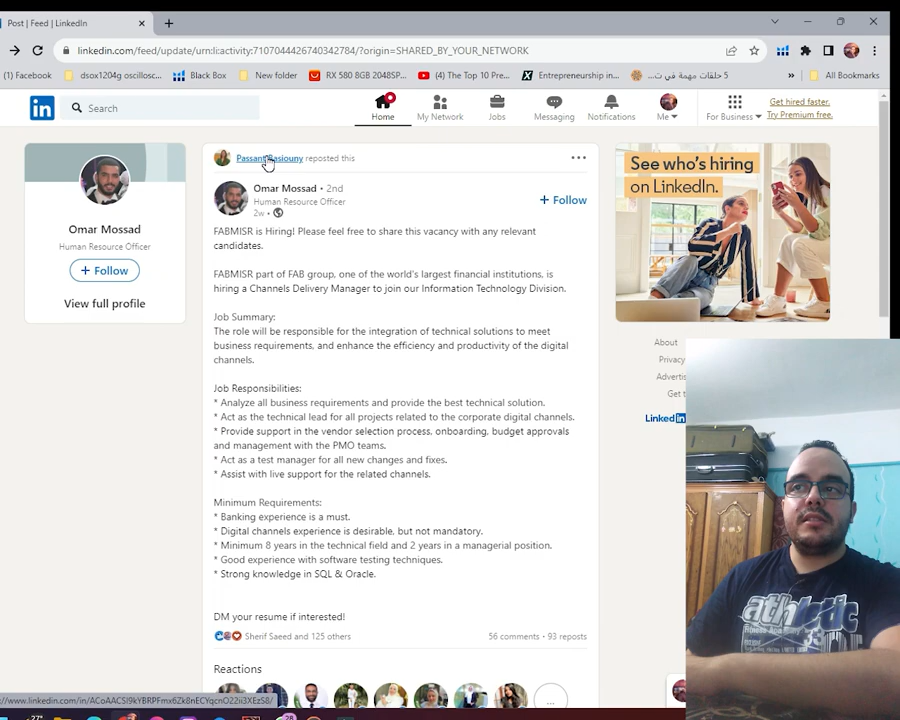 Post | Feed | LinkedIn
linkedin.com/feed/update/urn:li:activity:7107044426740342784/?origin=SHARED_BY_YOUR_NETWORK
(1) Facebook
dsox1204g oscillosc...
Black Box
New folder
RX 580 8GB 2048SP...
(4) The Top 10 Pre...
Entrepreneurship in...
5 حلقات مهمة في ت...
»
All Bookmarks
in
Search
Home
My Network
Jobs
Messaging
Notifications
Me
For Business
Get hired faster.
Try Premium free.
Omar Mossad
Human Resource Officer
+ Follow
View full profile
reposted this
Omar Mossad • 2nd
Human Resource Officer
2w •
+ Follow
FABMISR is Hiring! Please feel free to share this vacancy with any relevant
candidates.
FABMISR part of FAB group, one of the world's largest financial institutions, is
hiring a Channels Delivery Manager to join our Information Technology Division.
Job Summary:
The role will be responsible for the integration of technical solutions to meet
business requirements, and enhance the efficiency and productivity of the digital
channels.
Job Responsibilities:
* Analyze all business requirements and provide the best technical solution.
* Act as the technical lead for all projects related to the corporate digital channels.
* Provide support in the vendor selection process, onboarding, budget approvals
and management with the PMO teams.
* Act as a test manager for all new changes and fixes.
* Assist with live support for the related channels.
Minimum Requirements:
* Banking experience is a must.
* Digital channels experience is desirable, but not mandatory.
* Minimum 8 years in the technical field and 2 years in a managerial position.
* Good experience with software testing techniques.
* Strong knowledge in SQL & Oracle.
DM your resume if interested!
Sherif Saeed and 125 others
56 comments • 93 reposts
Reactions
...
See who's hiring
on LinkedIn.
About
Privacy
Advertis
Get t
Linked in
athletic
27°
28